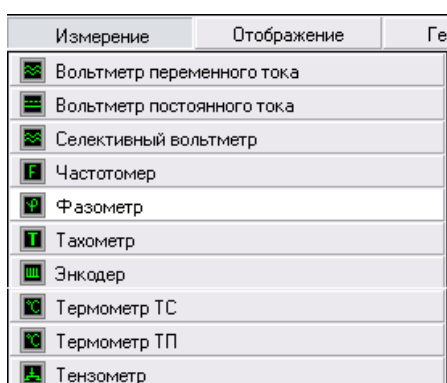 Измерение Отображение Ге
Вольтметр переменного тока
Вольтметр постоянного тока
Селективный вольтметр
F Частотомер
φ Фазометр
T Тахометр
Энкодер
°C Термометр ТС
°C Термометр ТП
Тензометр